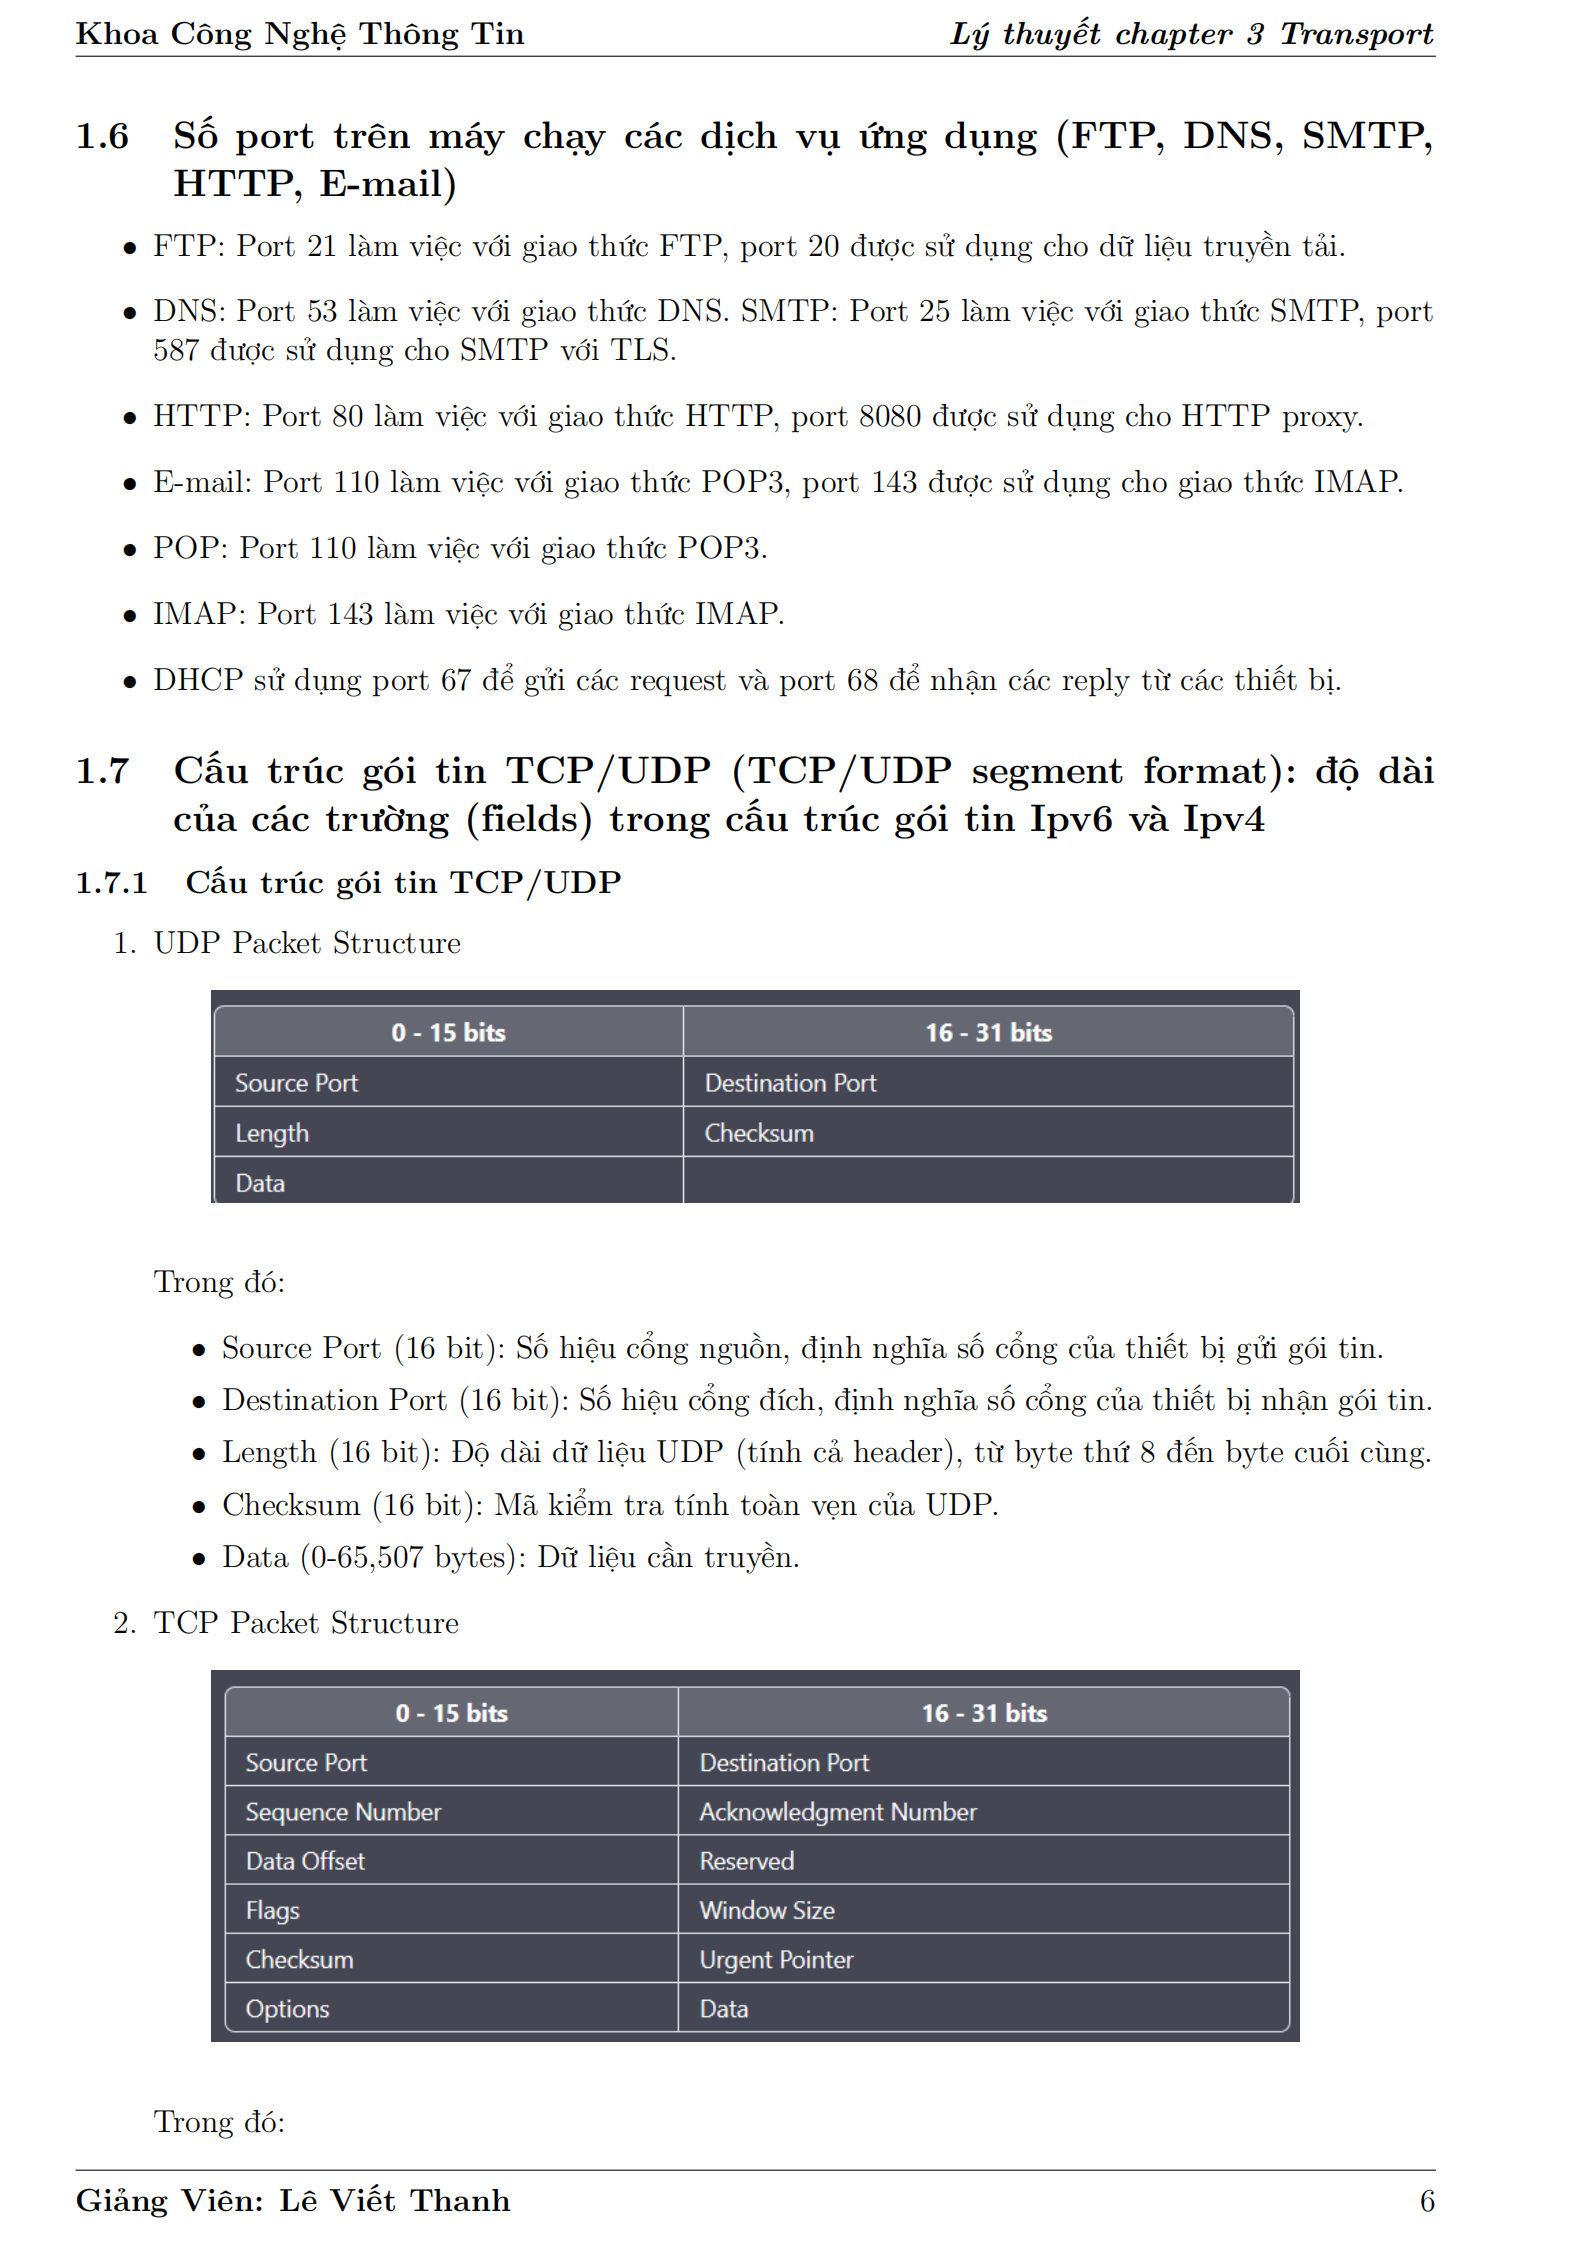 Khoa Công Nghệ Thông Tin Lý thuyết chapter 3 Transport
1.6 Số port trên máy chạy các dịch vụ ứng dụng (FTP, DNS, SMTP,
HTTP, E-mail)
• FTP: Port 21 làm việc với giao thức FTP, port 20 được sử dụng cho dữ liệu truyền tải.
• DNS: Port 53 làm việc với giao thức DNS. SMTP: Port 25 làm việc với giao thức SMTP, port
587 được sử dụng cho SMTP với TLS.
• HTTP: Port 80 làm việc với giao thức HTTP, port 8080 được sử dụng cho HTTP proxy.
• E-mail: Port 110 làm việc với giao thức POP3, port 143 được sử dụng cho giao thức IMAP.
• POP: Port 110 làm việc với giao thức POP3.
• IMAP: Port 143 làm việc với giao thức IMAP.
• DHCP sử dụng port 67 để gửi các request và port 68 để nhận các reply từ các thiết bị.
1.7 Cấu trúc gói tin TCP/UDP (TCP/UDP segment format): độ dài
của các trường (fields) trong cấu trúc gói tin Ipv6 và Ipv4
1.7.1 Cấu trúc gói tin TCP/UDP
1. UDP Packet Structure
0 - 15 bits 16 - 31 bits
Source Port Destination Port
Length Checksum
Data
Trong đó:
• Source Port (16 bit): Số hiệu cổng nguồn, định nghĩa số cổng của thiết bị gửi gói tin.
• Destination Port (16 bit): Số hiệu cổng đích, định nghĩa số cổng của thiết bị nhận gói tin.
• Length (16 bit): Độ dài dữ liệu UDP (tính cả header), từ byte thứ 8 đến byte cuối cùng.
• Checksum (16 bit): Mã kiểm tra tính toàn vẹn của UDP.
• Data (0-65,507 bytes): Dữ liệu cần truyền.
2. TCP Packet Structure
0 - 15 bits 16 - 31 bits
Source Port Destination Port
Sequence Number Acknowledgment Number
Data Offset Reserved
Flags Window Size
Checksum Urgent Pointer
Options Data
Trong đó:
Giảng Viên: Lê Viết Thanh 6